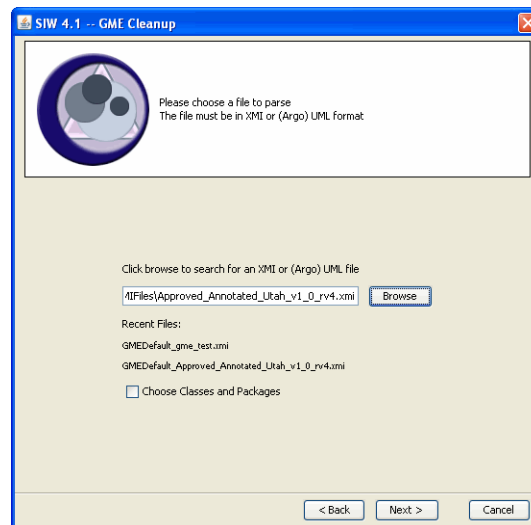 SIW 4.1 -- GME Cleanup
Please choose a file to parse
The file must be in XMI or (Argo) UML format
Click browse to search for an XMI or (Argo) UML file
MIFiles\Approved_Annotated_Utah_v1_0_rv4.xmi
Browse
Recent Files:
GMEDefault_gme_test.xmi
GMEDefault_Approved_Annotated_Utah_v1_0_rv4.xmi
Choose Classes and Packages
< Back
Next >
Cancel